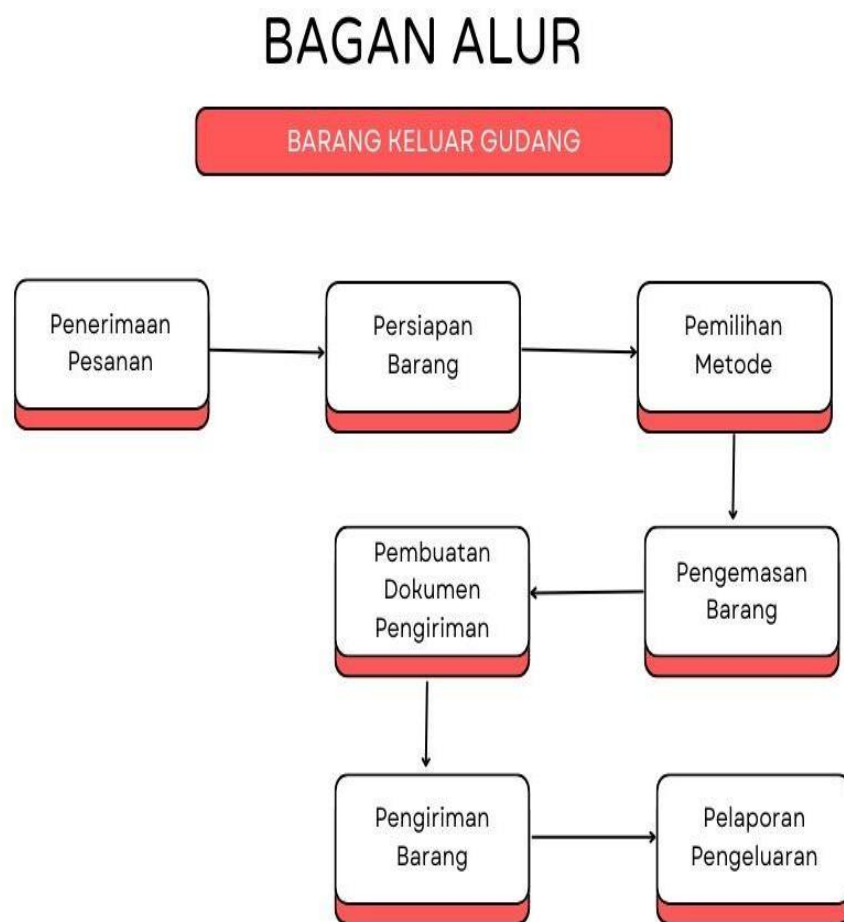 BAGAN ALUR
BARANG KELUAR GUDANG
Penerimaan
Pesanan
Persiapan
Barang
Pemilihan
Metode
Pengemasan
Barang
Pembuatan
Dokumen
Pengiriman
Pengiriman
Barang
Pelaporan
Pengeluaran